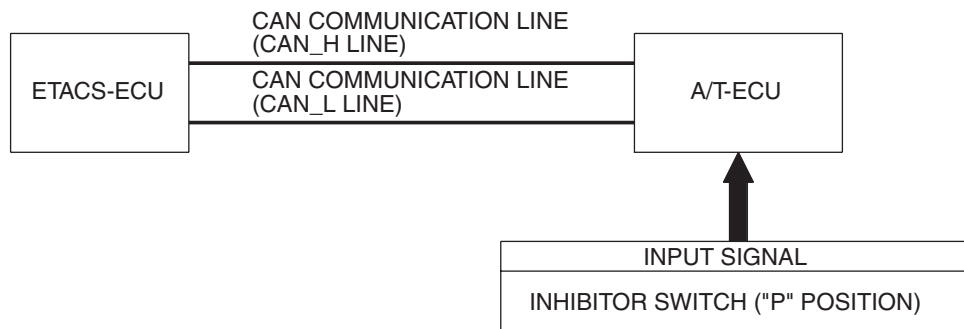 CAN COMMUNICATION LINE
(CAN_H LINE)
ETACS-ECU
CAN COMMUNICATION LINE
(CAN_L LINE)
A/T-ECU
INPUT SIGNAL
INHIBITOR SWITCH ("P" POSITION)